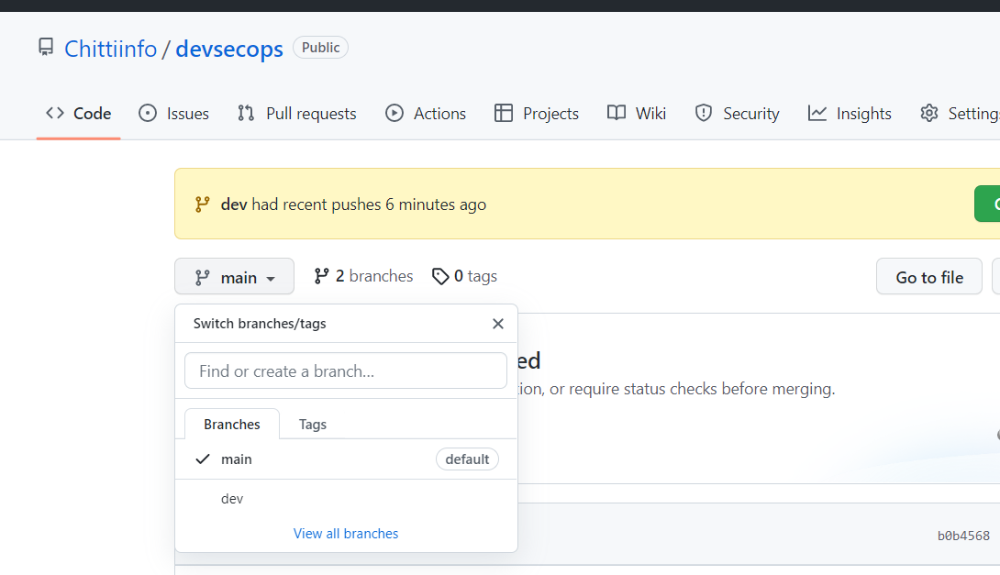 Chittiinfo / devsecops Public
Code Issues Pull requests Actions Projects Wiki Security Insights
dev had recent pushes 6 minutes ago
main 2 branches 0 tags Go to file
Switch branches/tags
Find or create a branch...
ed
tion, or require status checks before merging.
Branches Tags
main default
dev
View all branches
b0b4568